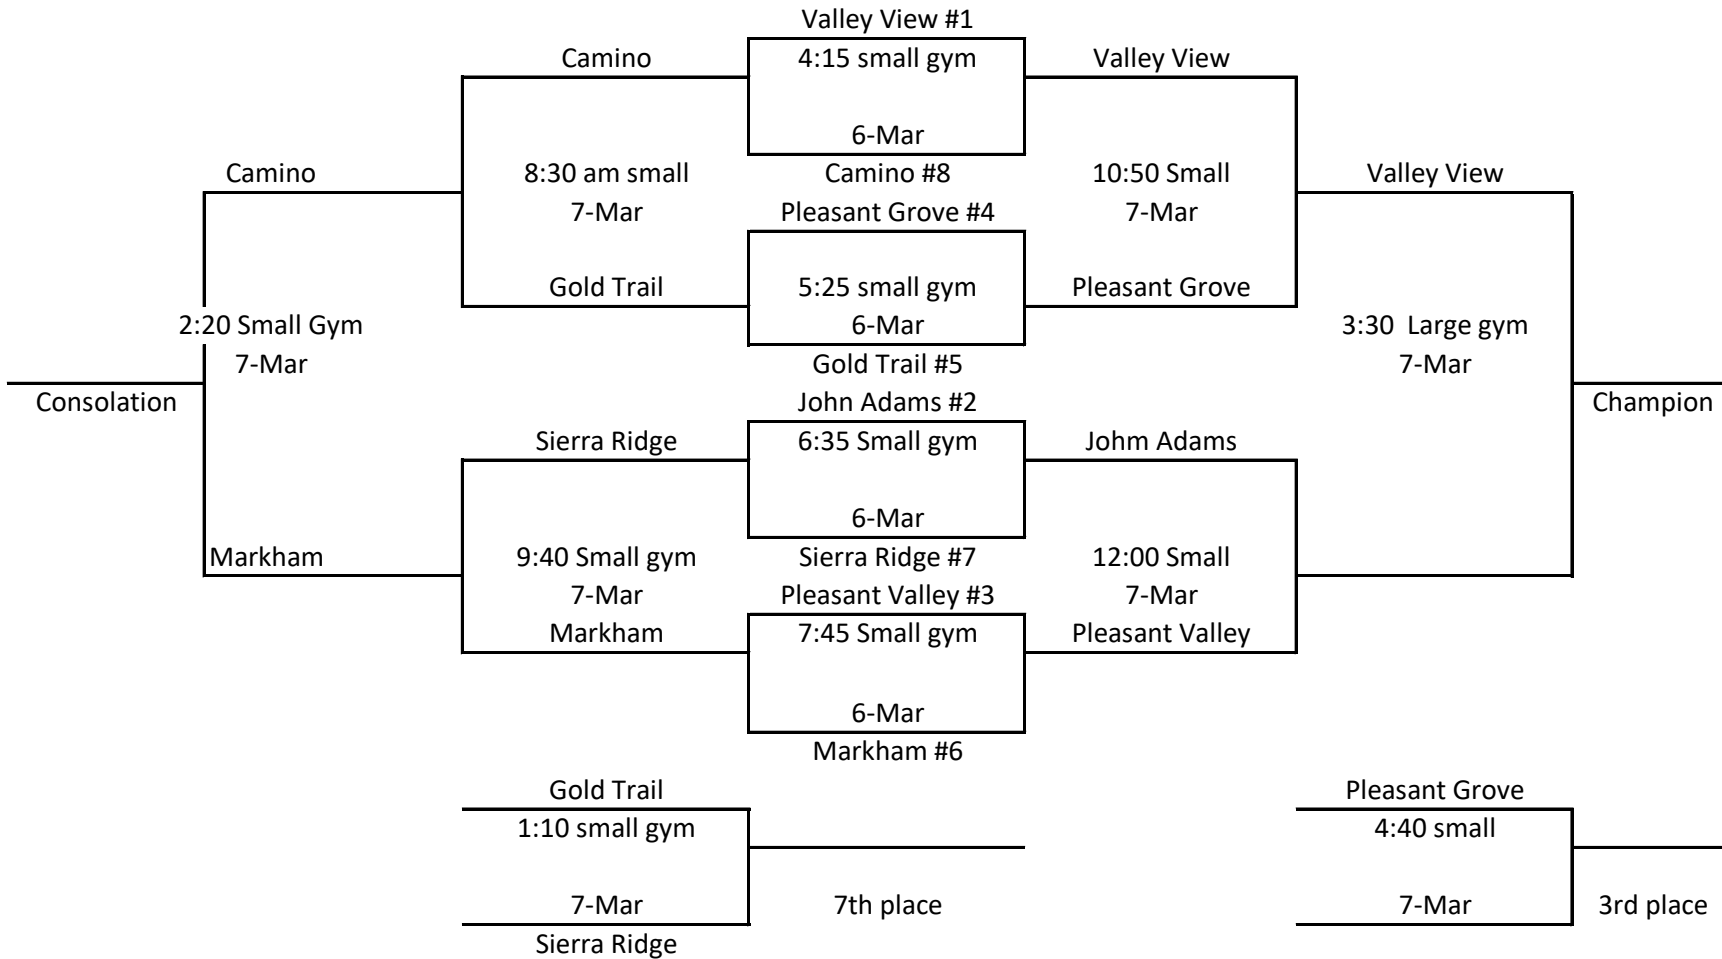 Valley View #1
Camino
4:15 small gym
Valley View
6-Mar
Camino
8:30 am small
Camino #8
10:50 Small
Valley View
7-Mar
Pleasant Grove #4
7-Mar
Gold Trail
5:25 small gym
Pleasant Grove
2:20 Small Gym
6-Mar
3:30  Large gym
7-Mar
Gold Trail #5
7-Mar
Consolation
John Adams #2
Champion
Sierra Ridge
6:35 Small gym
Johm Adams
6-Mar
Markham
9:40 Small gym
Sierra Ridge #7
12:00 Small
7-Mar
Pleasant Valley #3
7-Mar
Markham
7:45 Small gym
Pleasant Valley
6-Mar
Markham #6
Gold Trail
Pleasant Grove
1:10 small gym
4:40 small
7-Mar
7th place
7-Mar
3rd place
Sierra Ridge